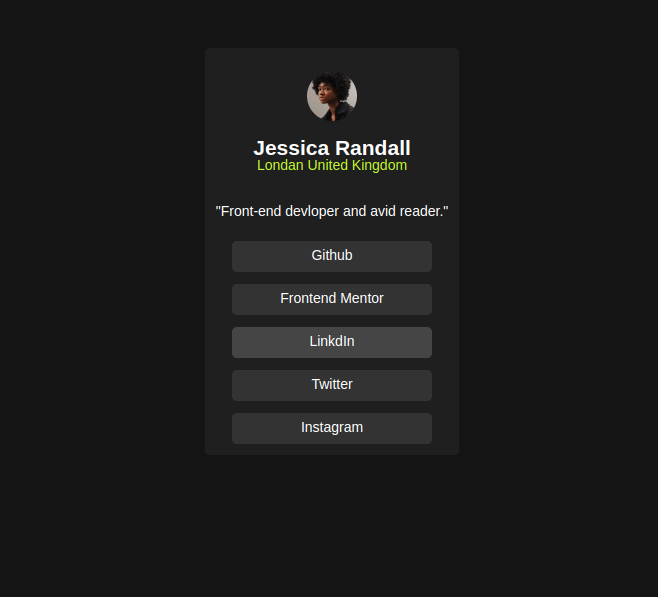 Jessica Randall
Londan United Kingdom
"Front-end devloper and avid reader."
Github
Frontend Mentor
LinkdIn
Twitter
Instagram